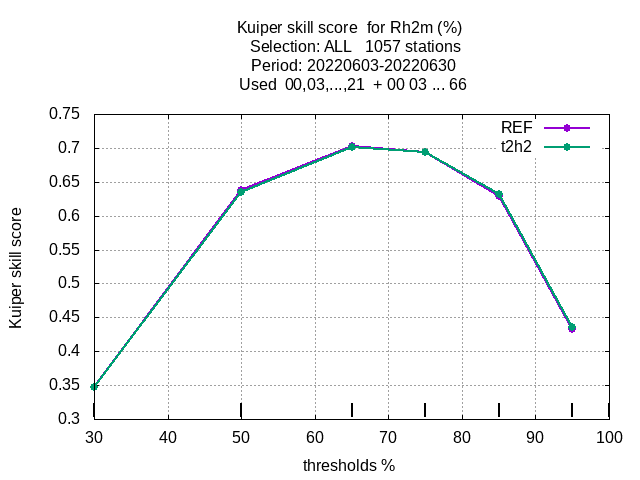 Kuiper skill score  for Rh2m (%)
Selection: ALL   1057 stations
Period: 20220603-20220630
Used  00,03,...,21  + 00 03 ... 66
REF
t2h2
0.75
0.7
0.65
0.6
0.55
0.5
0.45
0.4
0.35
0.3
Kuiper skill score
30 40 50 60 70 80 90 100
thresholds %